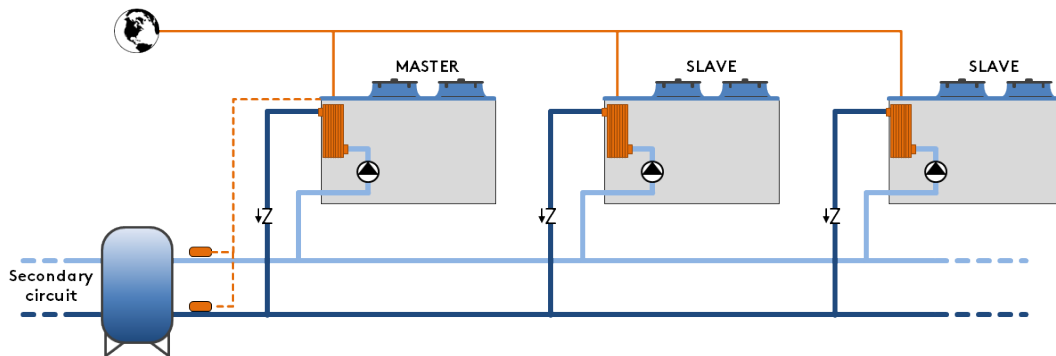 MASTER
SLAVE
SLAVE
Secondary
circuit